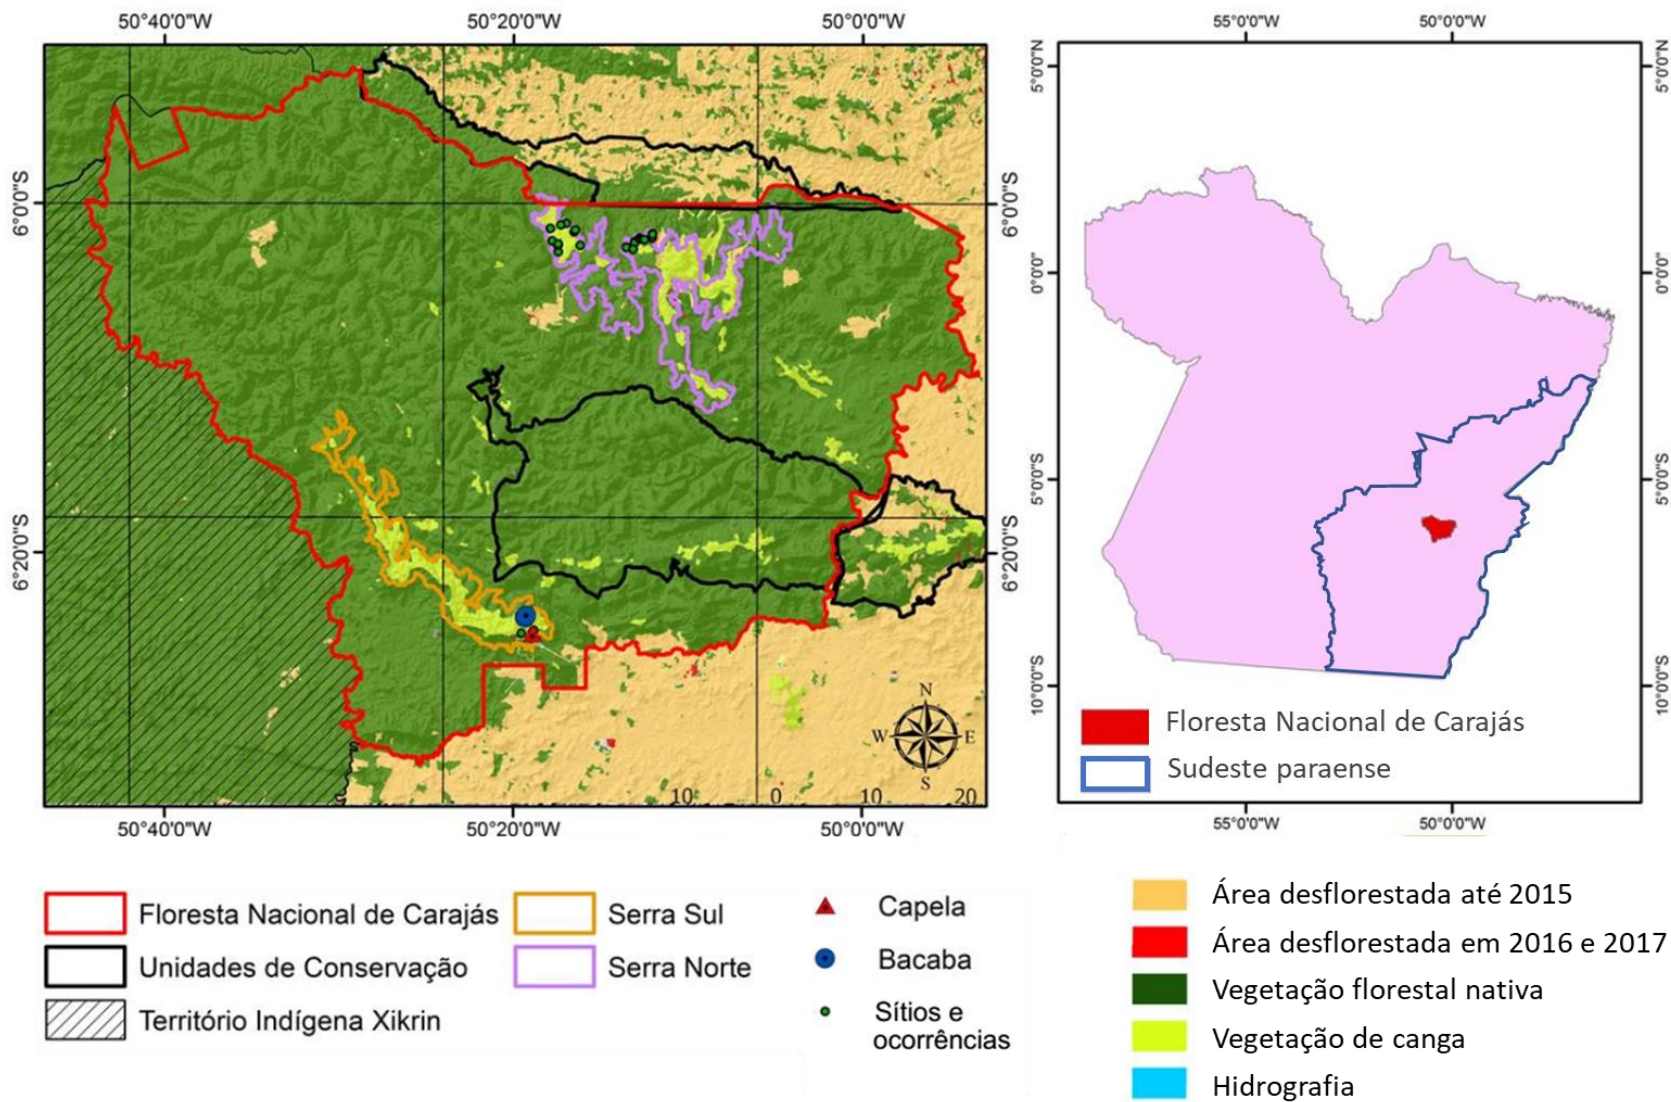 50°40'0"W
50°20'0"W
50°0'0"W
6°0'0"S
6°20'0"S
6°0'0"S
6°20'0"S
N
W
E
S
10
0
10
20
50°40'0"W
50°20'0"W
50°0'0"W
55°0'0"W
50°0'0"W
5°0'0"N
0°0'0"
5°0'0"S
10°0'0"S
5°0'0"N
0°0'0"
5°0'0"S
10°0'0"S
Floresta Nacional de Carajás
Sudeste paraense
55°0'0"W
50°0'0"W
Floresta Nacional de Carajás
Unidades de Conservação
Território Indígena Xikrin
Serra Sul
Serra Norte
Capela
Bacaba
Sítios e
ocorrências
Área desflorestada até 2015
Área desflorestada em 2016 e 2017
Vegetação florestal nativa
Vegetação de canga
Hidrografia